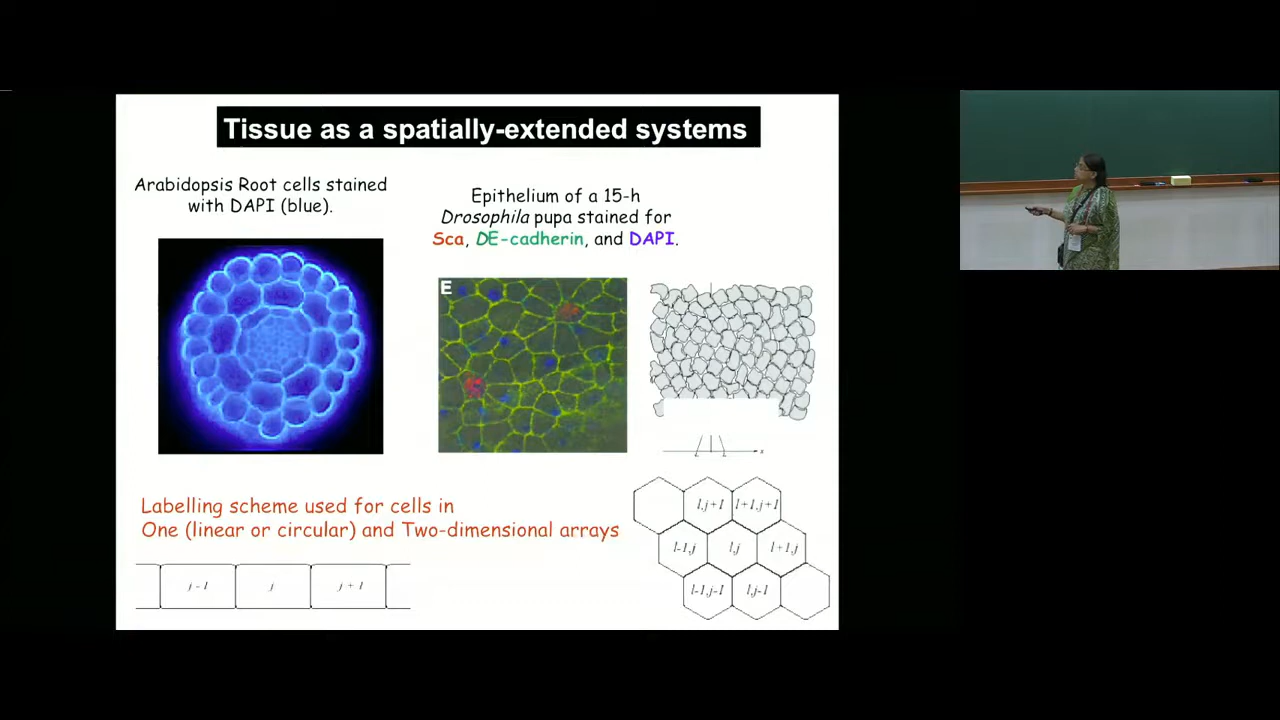 Tissue as a spatially-extended systems
Arabidopsis Root cells stained
with DAPI (blue).
Epithelium of a 15-h
Drosophila pupa stained for
Sca, DE-cadherin, and DAPI.
E
Labelling scheme used for cells in
One (linear or circular) and Two-dimensional arrays
j-1
j
j+1
l,j+1
l+1,j+1
l-1,j
l,j
l+1,j
l-1,j-1
l,j-1